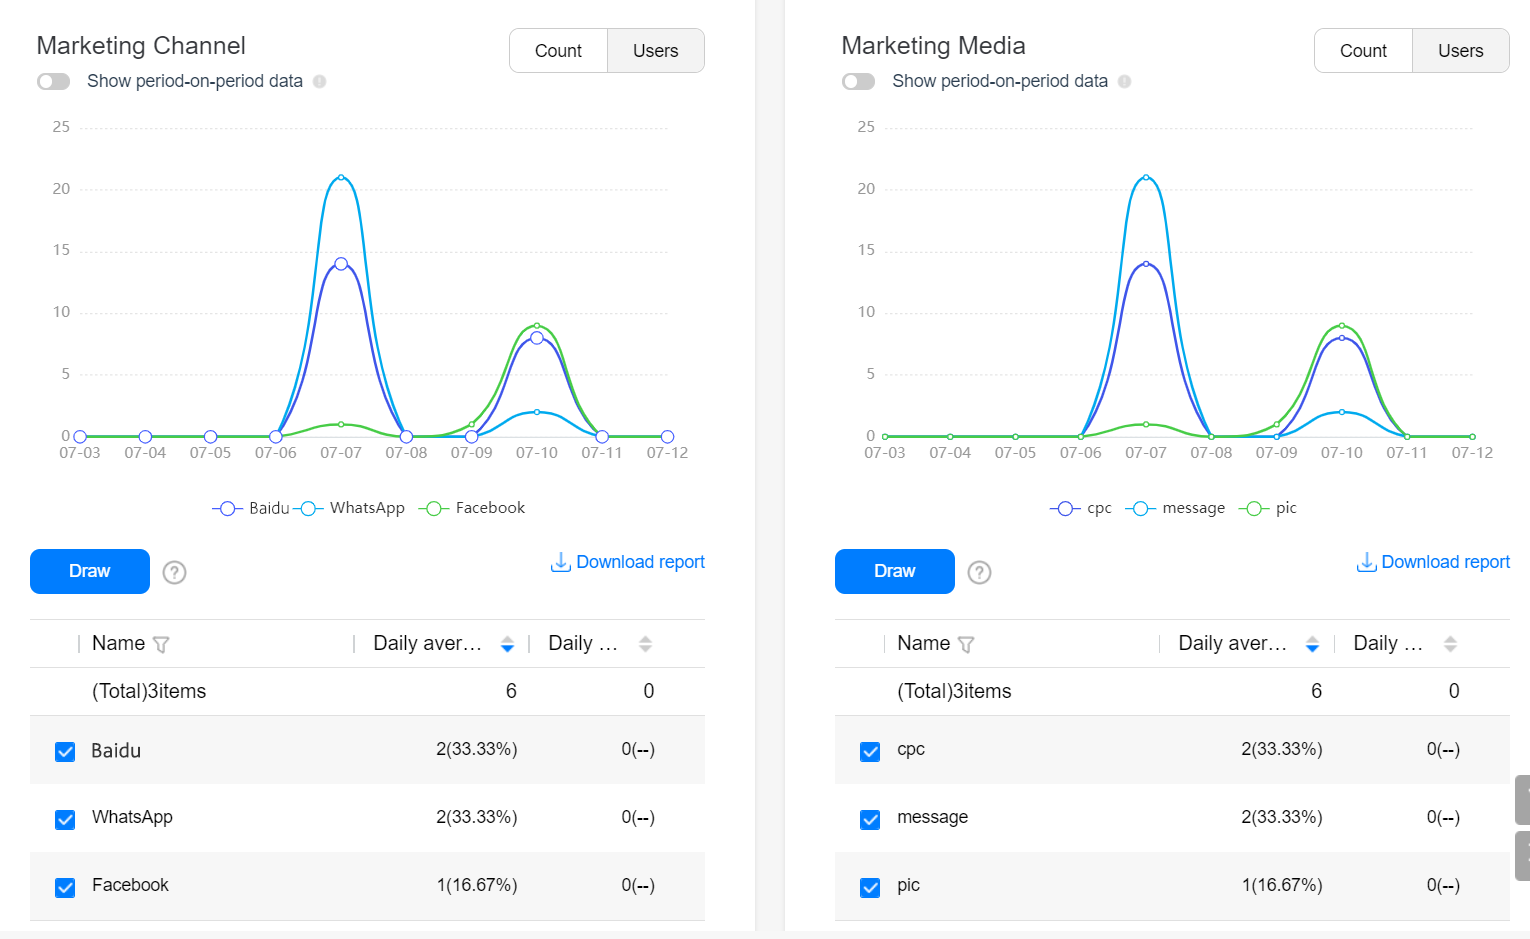 Marketing Channel
Count Users
Show period-on-period data
25
20
15
10
5
0
07-03 07-04 07-05 07-06 07-07 07-08 07-09 07-10 07-11 07-12
Baidu WhatsApp Facebook
Draw ? Download report
Name Daily aver... Daily ...
(Total)3items 6 0
Baidu 2(33.33%) 0(--)
WhatsApp 2(33.33%) 0(--)
Facebook 1(16.67%) 0(--)
Marketing Media
Count Users
Show period-on-period data
25
20
15
10
5
0
07-03 07-04 07-05 07-06 07-07 07-08 07-09 07-10 07-11 07-12
cpc message pic
Draw ? Download report
Name Daily aver... Daily ...
(Total)3items 6 0
cpc 2(33.33%) 0(--)
message 2(33.33%) 0(--)
pic 1(16.67%) 0(--)